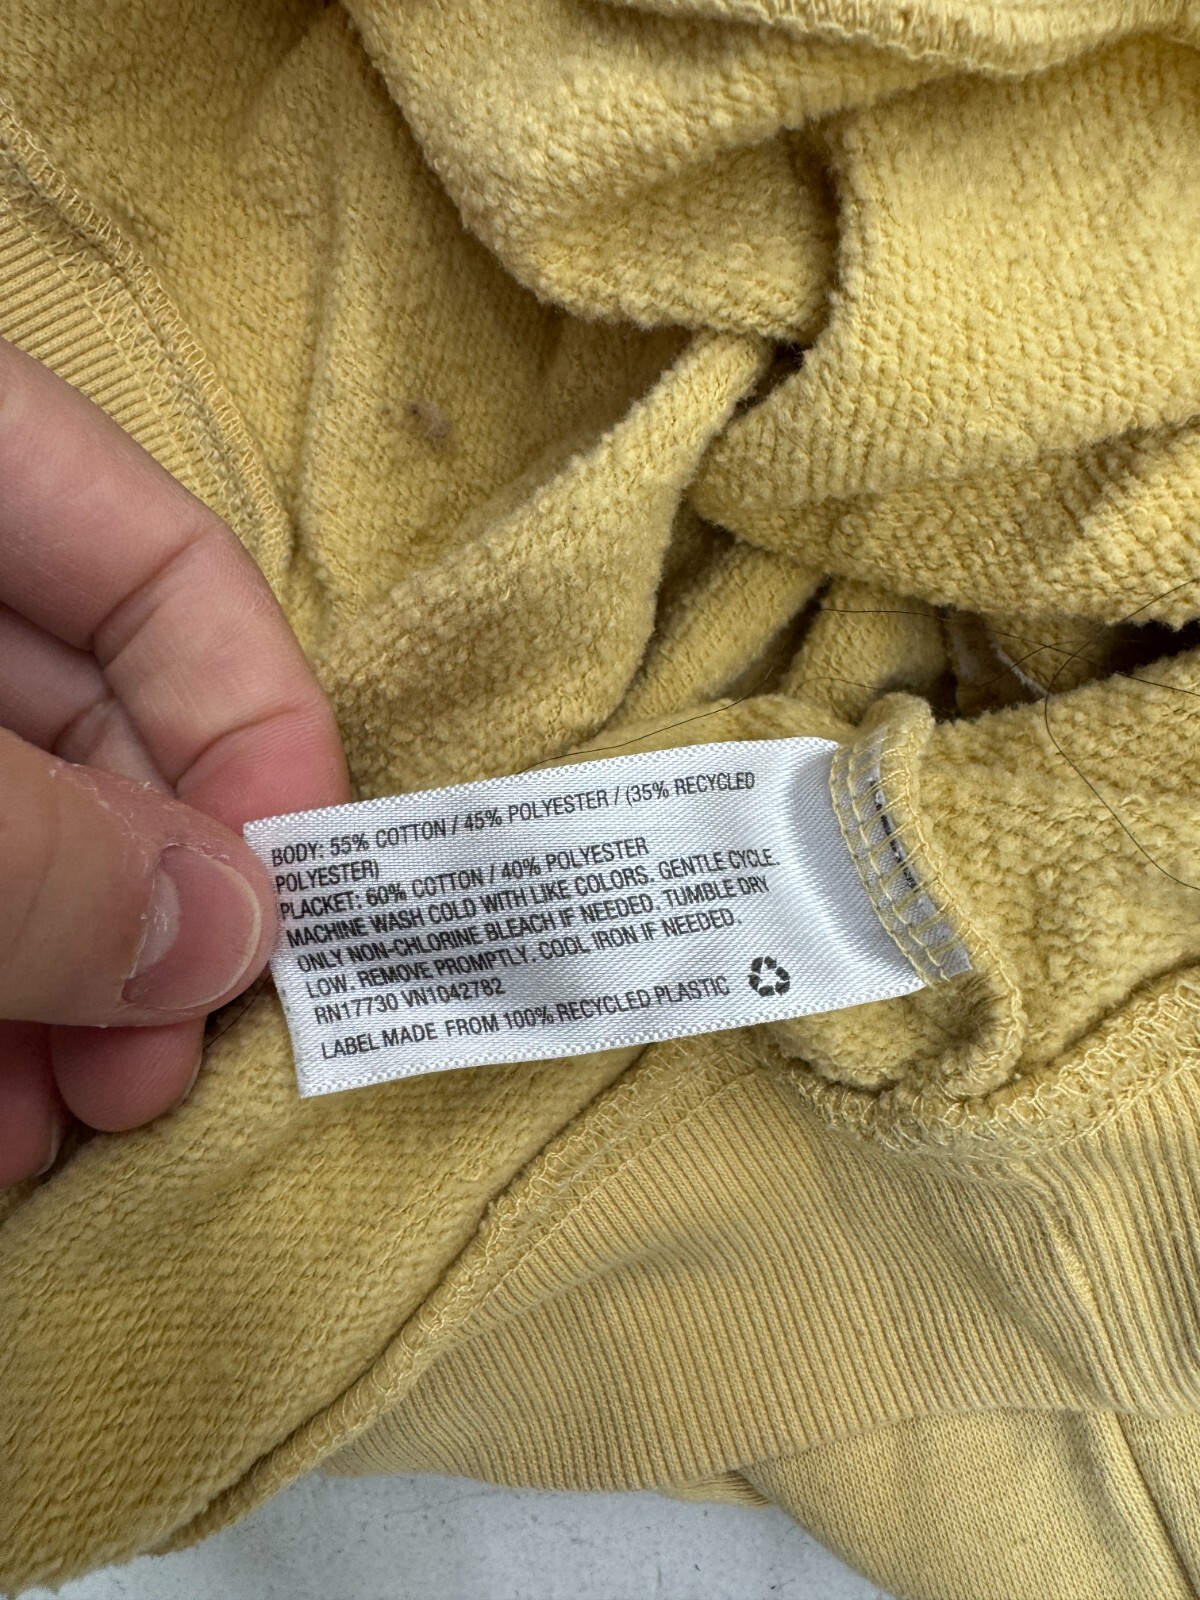 BODY: 55% COTTON / 45% POLYESTER / (35% RECYCLED
POLYESTER)
PLACKET: 60% COTTON / 40% POLYESTER
MACHINE WASH COLD WITH LIKE COLORS. GENTLE CYCLE.
ONLY NON-CHLORINE BLEACH IF NEEDED. TUMBLE DRY
LOW. REMOVE PROMPTLY. COOL IRON IF NEEDED.
RN17730 VN1042782
LABEL MADE FROM 100% RECYCLED PLASTIC